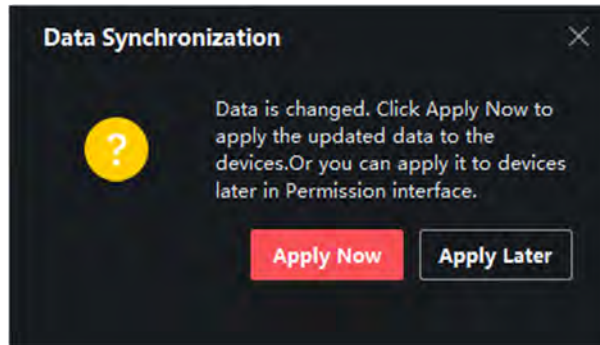 Data Synchronization
?
Data is changed. Click Apply Now to
apply the updated data to the
devices.Or you can apply it to devices
later in Permission interface.
Apply Now Apply Later